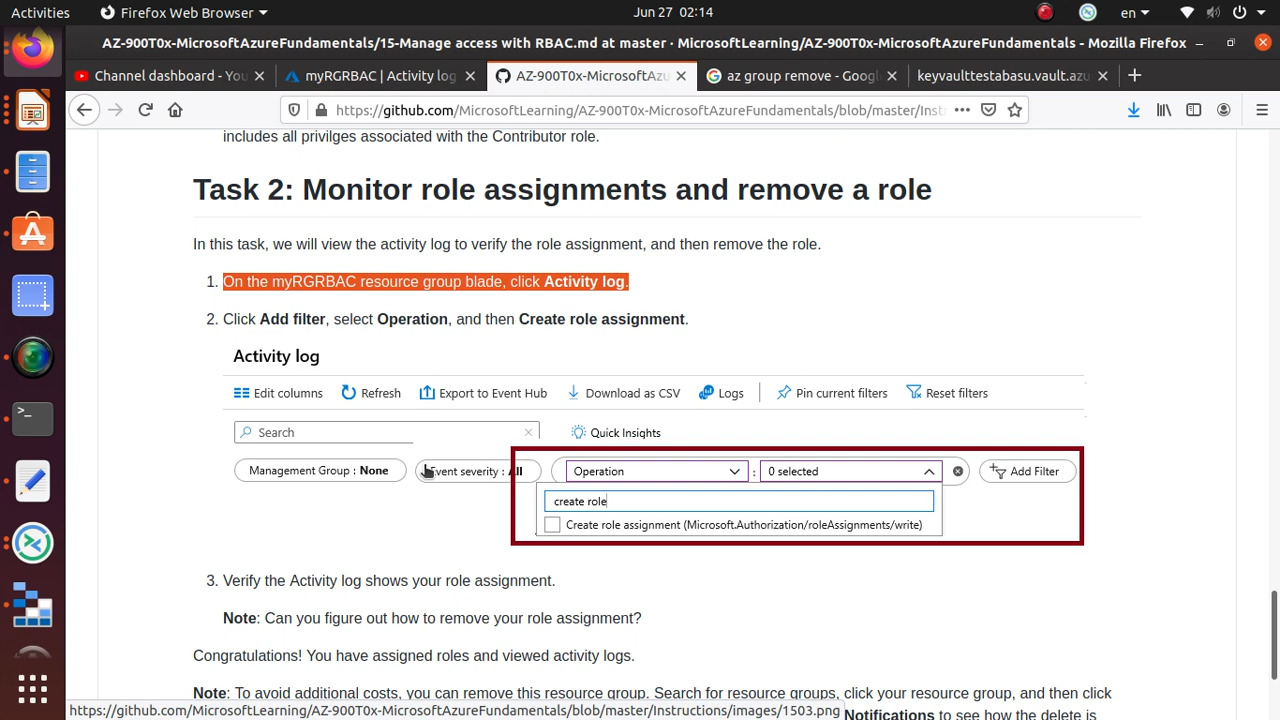 Activities
Firefox Web Browser
Jun 27 02:14
en
AZ-900T0x-MicrosoftAzureFundamentals/15-Manage access with RBAC.md at master · MicrosoftLearning/AZ-900T0x-MicrosoftAzureFundamentals - Mozilla Firefox
Channel dashboard - You
myRGRBAC | Activity log
AZ-900T0x-MicrosoftAzu
az group remove - Googl
keyvaulttestabasu.vault.azu
https://github.com/MicrosoftLearning/AZ-900T0x-MicrosoftAzureFundamentals/blob/master/Instr
includes all privilges associated with the Contributor role.
Task 2: Monitor role assignments and remove a role
In this task, we will view the activity log to verify the role assignment, and then remove the role.
1. On the myRGRBAC resource group blade, click Activity log.
2. Click Add filter, select Operation, and then Create role assignment.
Activity log
Edit columns
Refresh
Export to Event Hub
Download as CSV
Logs
Pin current filters
Reset filters
Search
Quick Insights
Management Group : None
Event severity : All
Operation
:
0 selected
Add Filter
create role
Create role assignment (Microsoft.Authorization/roleAssignments/write)
3. Verify the Activity log shows your role assignment.
Note: Can you figure out how to remove your role assignment?
Congratulations! You have assigned roles and viewed activity logs.
Note: To avoid additional costs, you can remove this resource group. Search for resource groups, click your resource group, and then click
https://github.com/MicrosoftLearning/AZ-900T0x-MicrosoftAzureFundamentals/blob/master/Instructions/images/1503.png
Notifications to see how the delete is